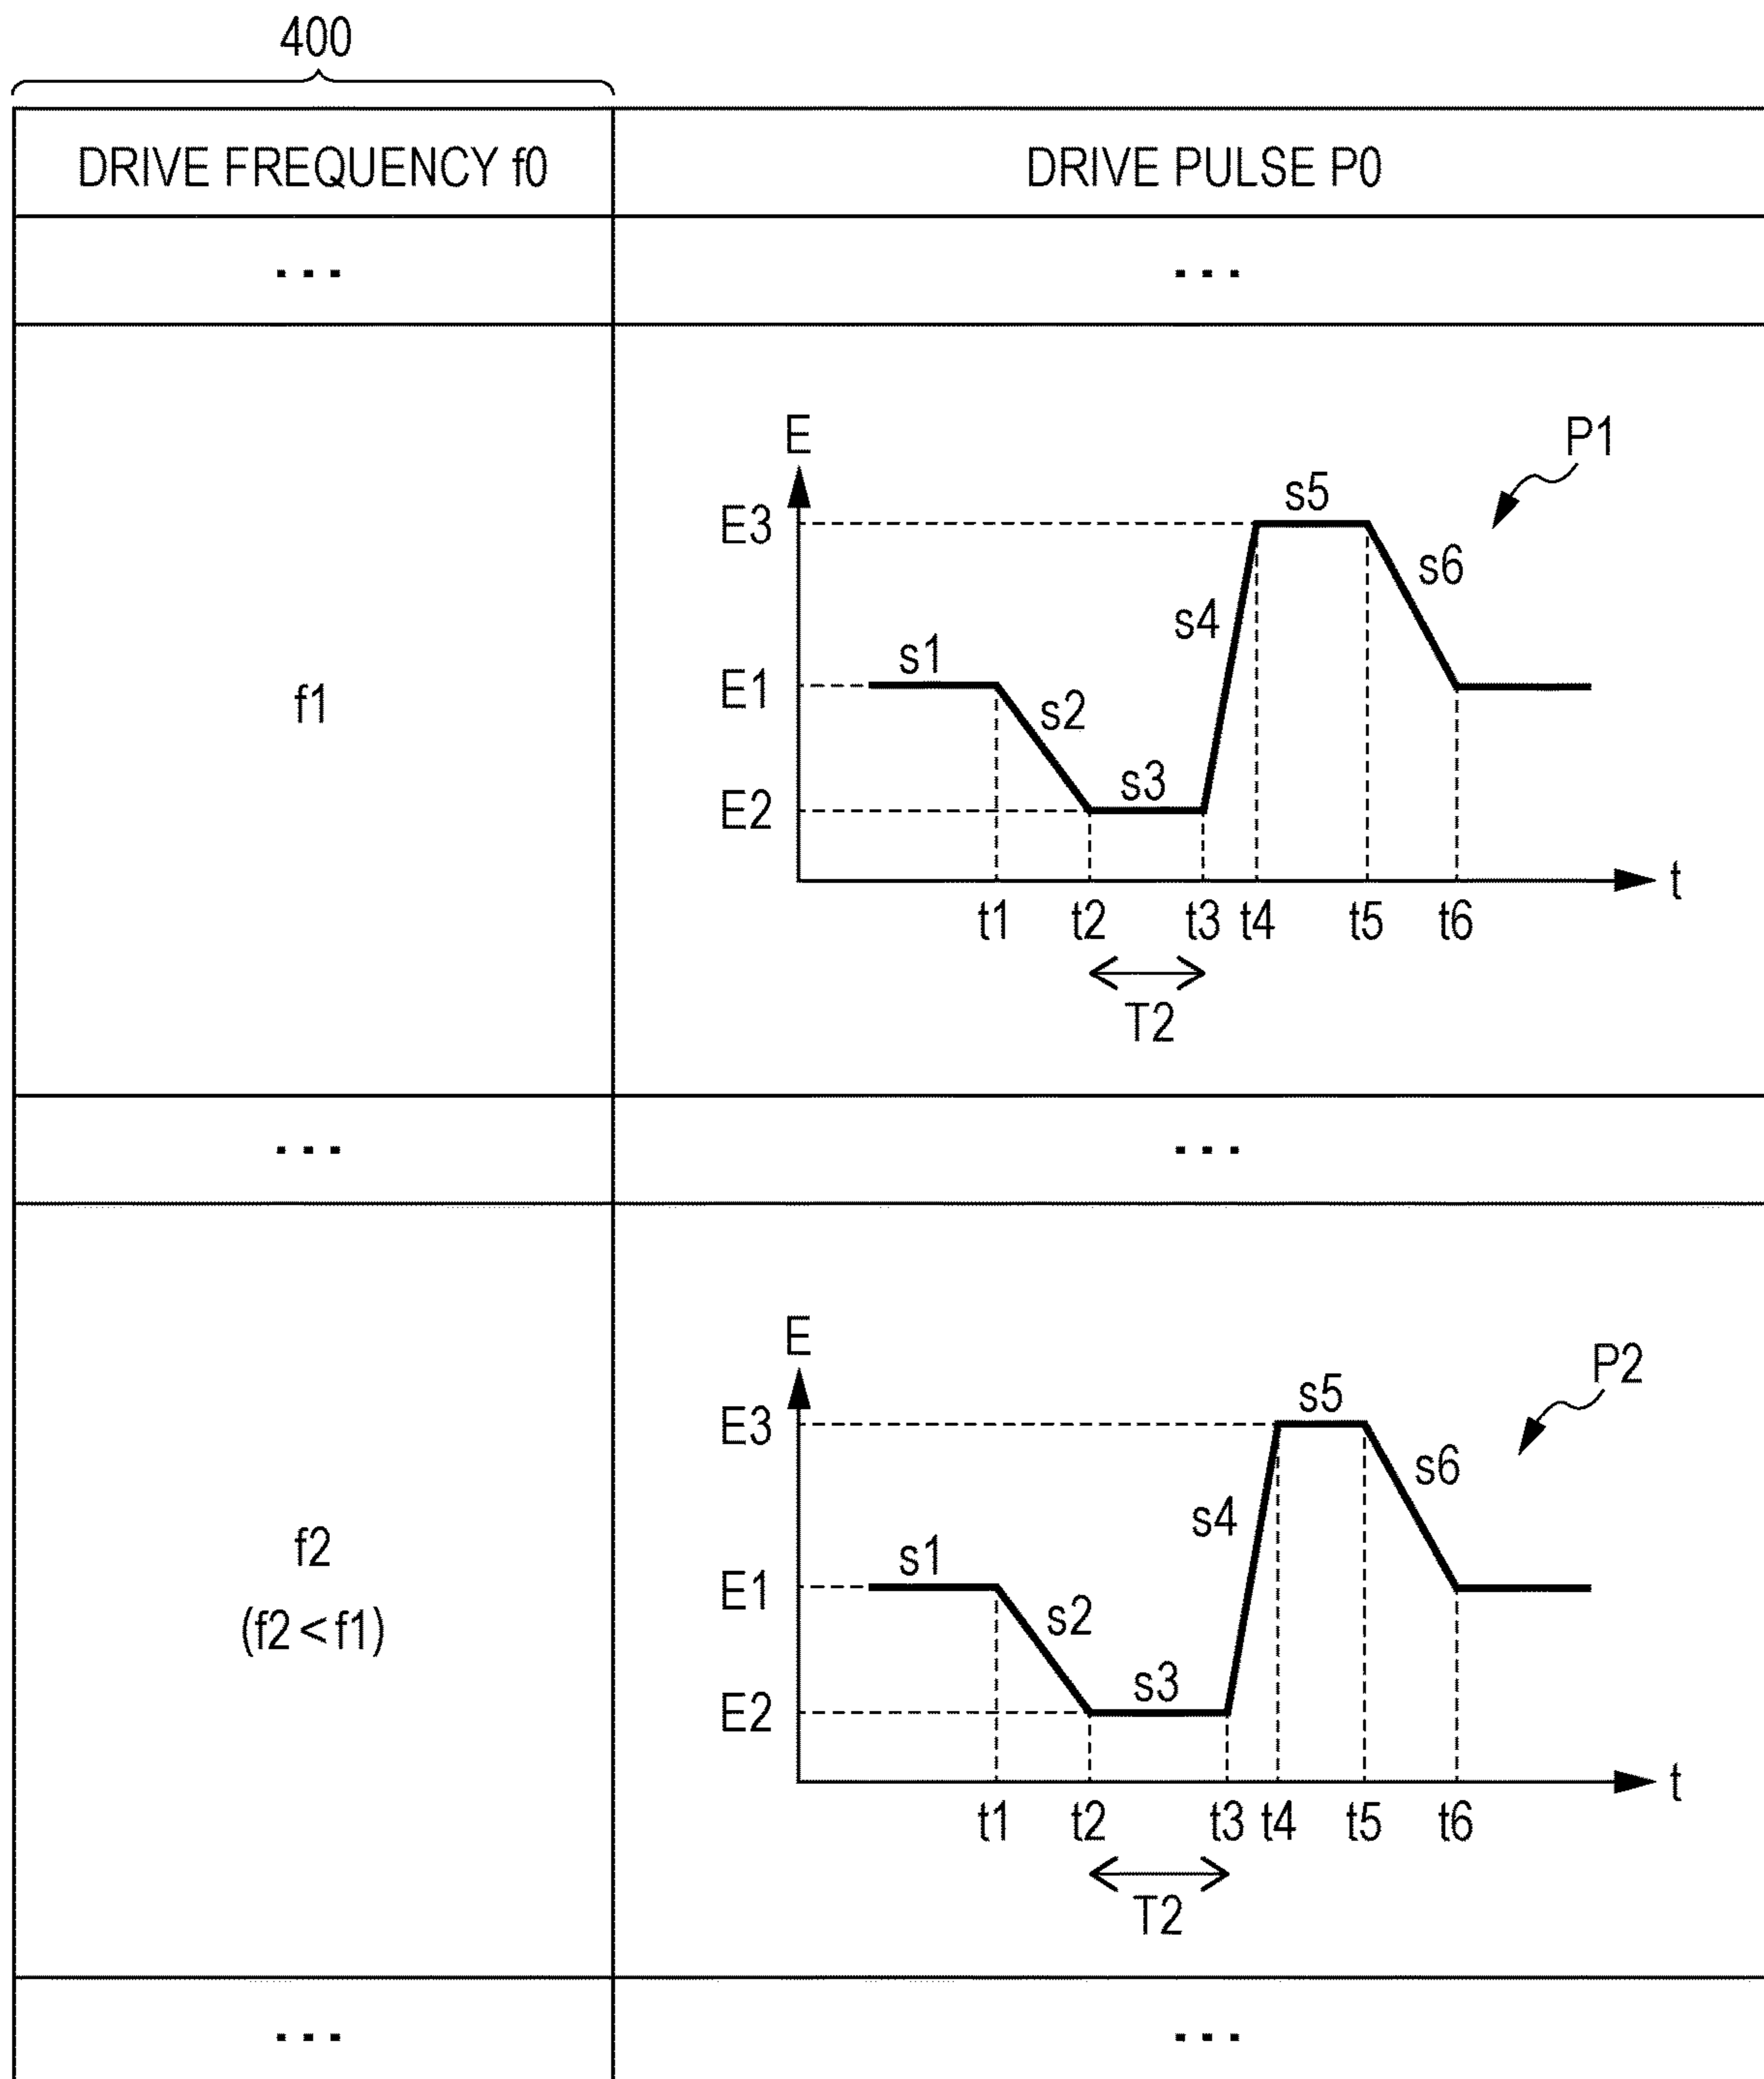 400
DRIVE FREQUENCY f0
DRIVE PULSE P0
...
...
f1
E
P1
E3
s5
s6
s4
E1
s1
s2
E2
s3
t
t1 t2 t3 t4 t5 t6
T2
...
...
f2
(f2 < f1)
E
P2
E3
s5
s6
s4
E1
s1
s2
E2
s3
t
t1 t2 t3 t4 t5 t6
T2
...
...